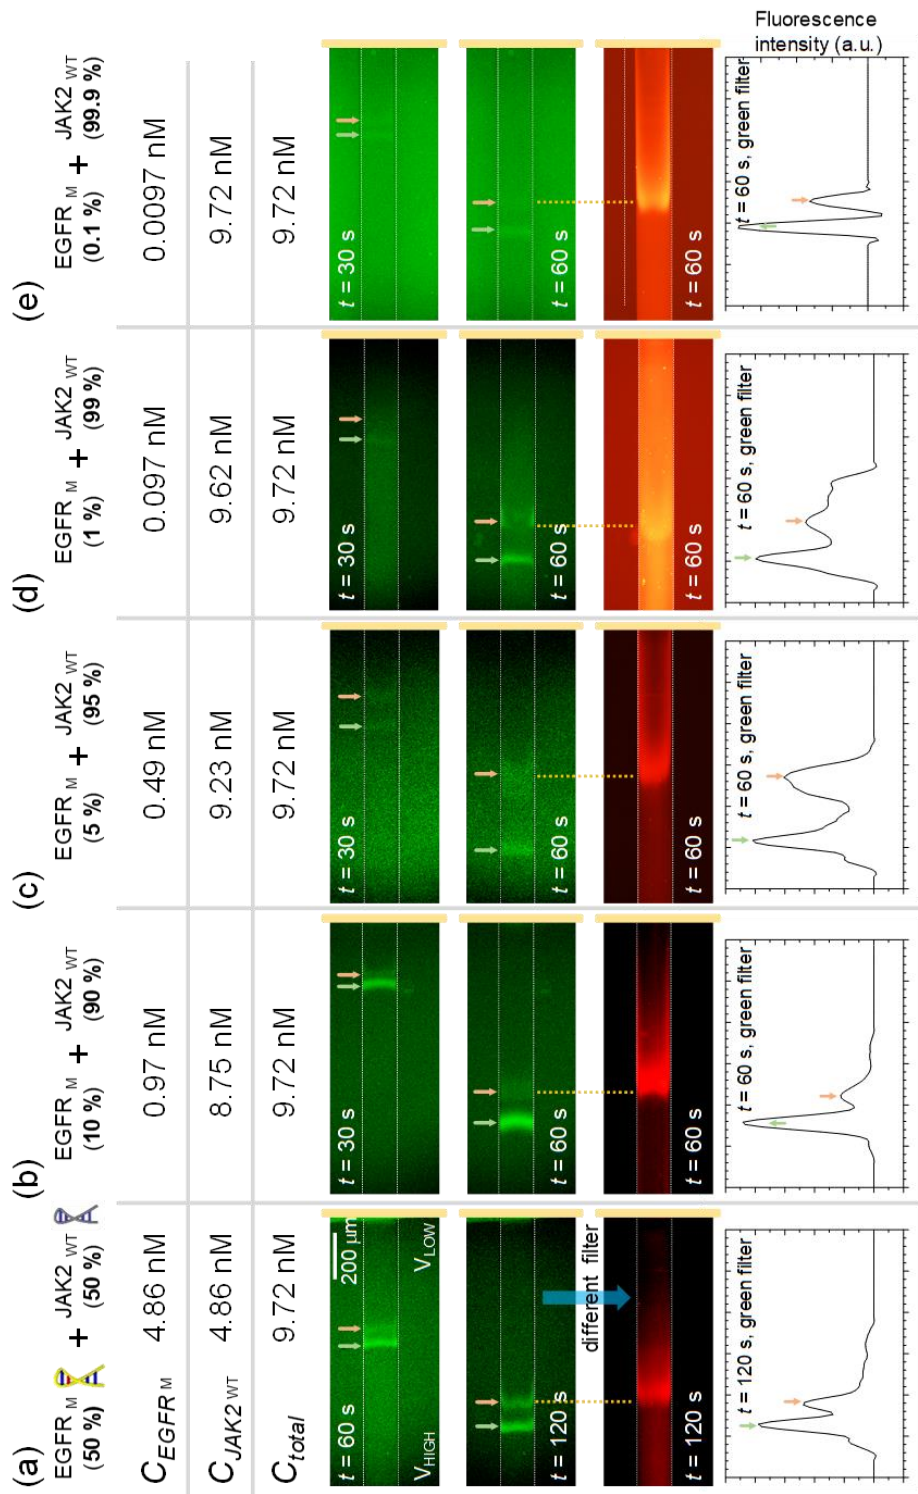 (a)
EGFR M + JAK2 WT
(50 %) (50 %)
(b)
EGFR M + JAK2 WT
(10 %) (90 %)
(c)
EGFR M + JAK2 WT
(5 %) (95 %)
(d)
EGFR M + JAK2 WT
(1 %) (99 %)
(e)
EGFR M + JAK2 WT
(0.1 %) (99.9 %)
C EGFR M 4.86 nM 0.97 nM 0.49 nM 0.097 nM 0.0097 nM
C JAK2 WT 4.86 nM 8.75 nM 9.23 nM 9.62 nM 9.72 nM
C total 9.72 nM 9.72 nM 9.72 nM 9.72 nM 9.72 nM
t = 60 s
200 μm
V HIGH
V LOW
t = 30 s
t = 30 s
t = 30 s
t = 30 s
t = 120 s
t = 60 s
t = 60 s
t = 60 s
t = 60 s
different filter
t = 120 s
t = 60 s
t = 60 s
t = 60 s
t = 60 s
t = 120 s, green filter
t = 60 s, green filter
t = 60 s, green filter
t = 60 s, green filter
t = 60 s, green filter
Fluorescence
intensity (a.u.)